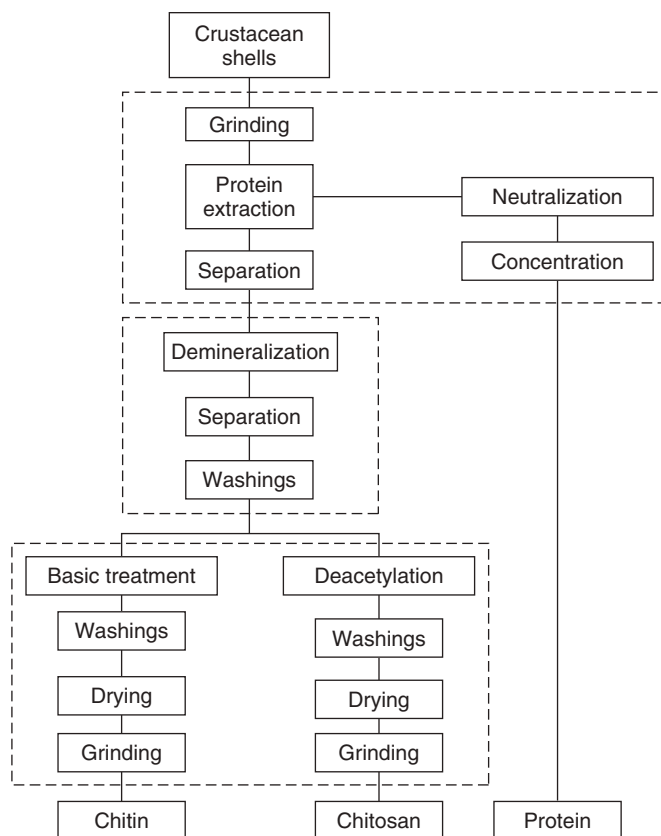 Crustacean
shells
Grinding
Protein
extraction
Neutralization
Separation
Concentration
Demineralization
Separation
Washings
Basic treatment
Deacetylation
Washings
Washings
Drying
Drying
Grinding
Grinding
Chitin
Chitosan
Protein